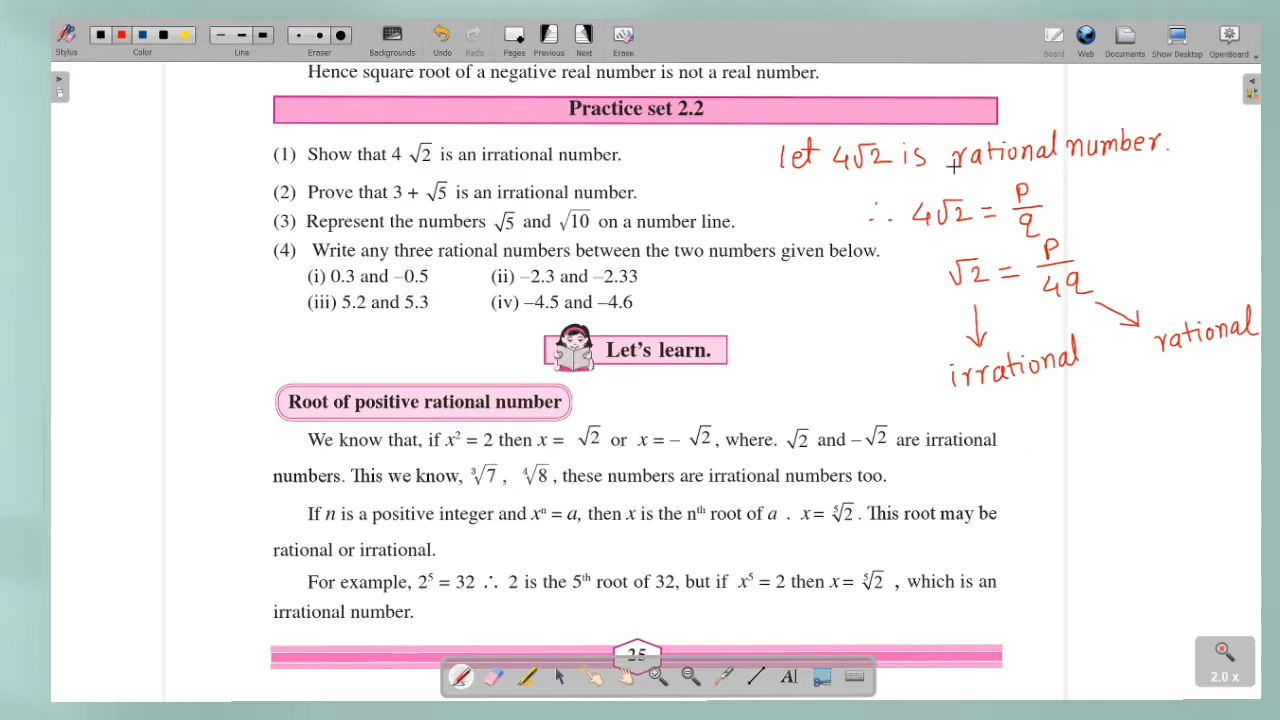 Stylus Color Line Eraser Backgrounds Undo Redo Pages Previous Next Erase Board Web Documents Show Desktop OpenBoard
Hence square root of a negative real number is not a real number.
Practice set 2.2
(1) Show that 4 √2 is an irrational number.
(2) Prove that 3 + √5 is an irrational number.
(3) Represent the numbers √5 and √10 on a number line.
(4) Write any three rational numbers between the two numbers given below.
(i) 0.3 and –0.5 (ii) –2.3 and –2.33
(iii) 5.2 and 5.3 (iv) –4.5 and –4.6
let 4√2 is rational number.
∴ 4√2 = p/q
√2 = p/4q
irrational
rational
Let's learn.
Root of positive rational number
We know that, if x² = 2 then x = √2 or x = – √2, where. √2 and –√2 are irrational
numbers. This we know, ³√7 , ⁴√8 , these numbers are irrational numbers too.
If n is a positive integer and xⁿ = a, then x is the nᵗʰ root of a . x = ⁵√2 . This root may be
rational or irrational.
For example, 2⁵ = 32 ∴ 2 is the 5ᵗʰ root of 32, but if x⁵ = 2 then x = ⁵√2 , which is an
irrational number.
25
2.0 x